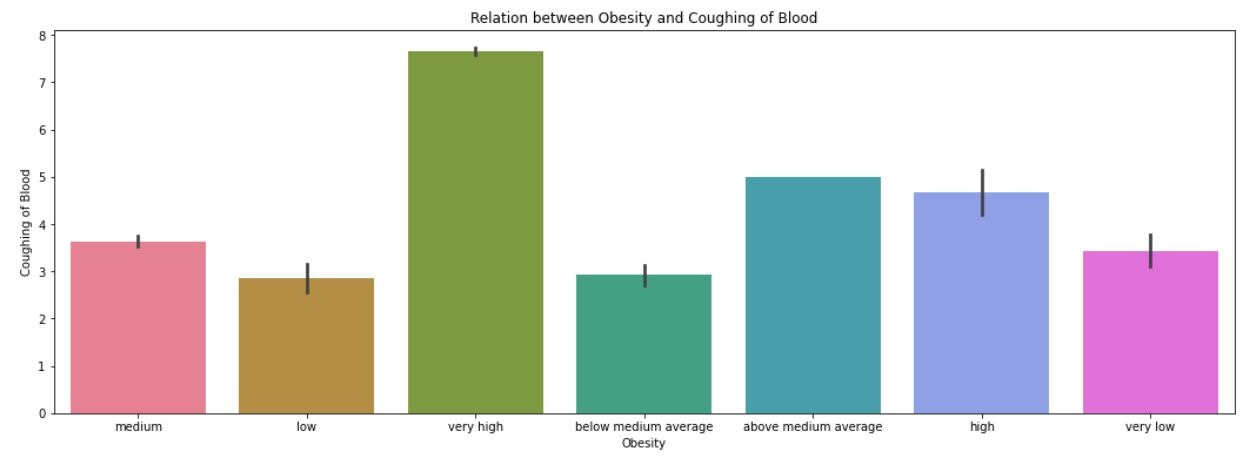 Relation between Obesity and Coughing of Blood
Coughing of Blood
8
7
6
5
4
3
2
1
0
medium low very high below medium average above medium average high very low
Obesity